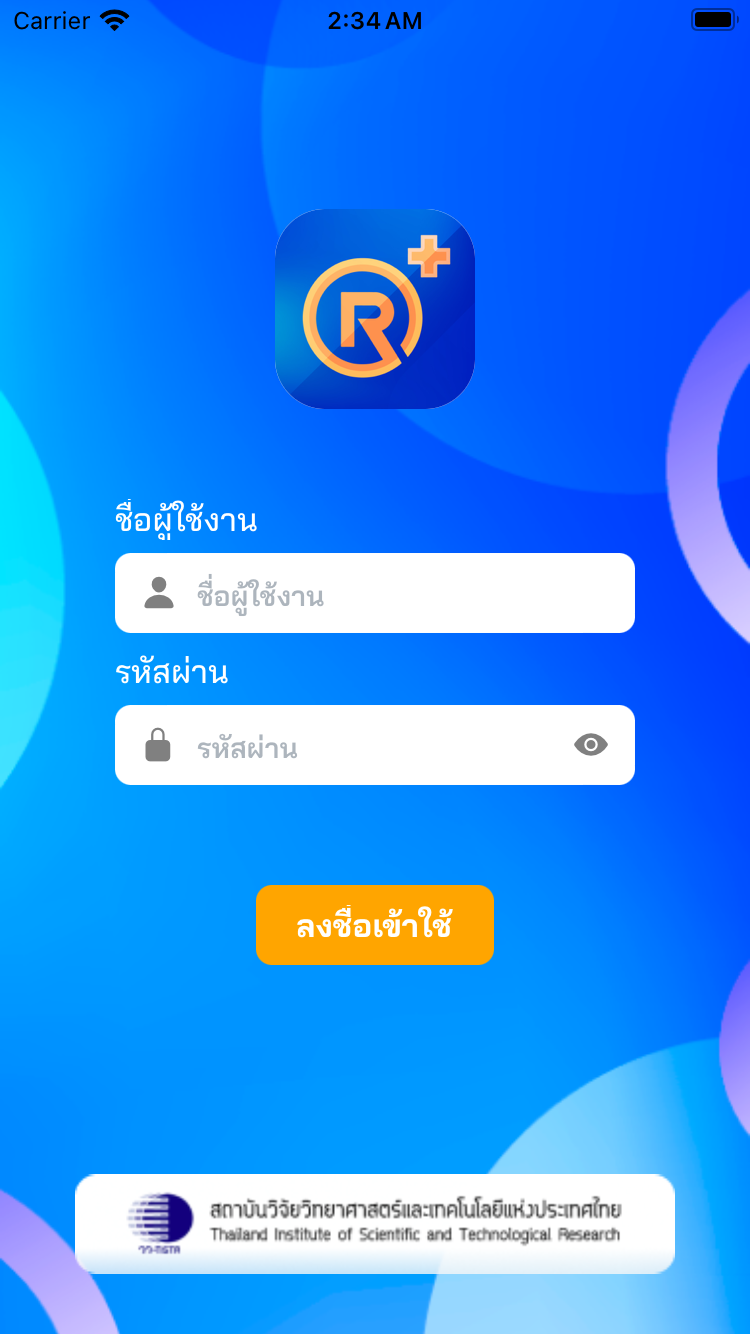 Carrier 2:34 AM
R+
ชื่อผู้ใช้งาน
ชื่อผู้ใช้งาน
รหัสผ่าน
รหัสผ่าน
ลงชื่อเข้าใช้
สถาบันวิจัยวิทยาศาสตร์และเทคโนโลยีแห่งประเทศไทย
วว-TISTR Thailand Institute of Scientific and Technological Research